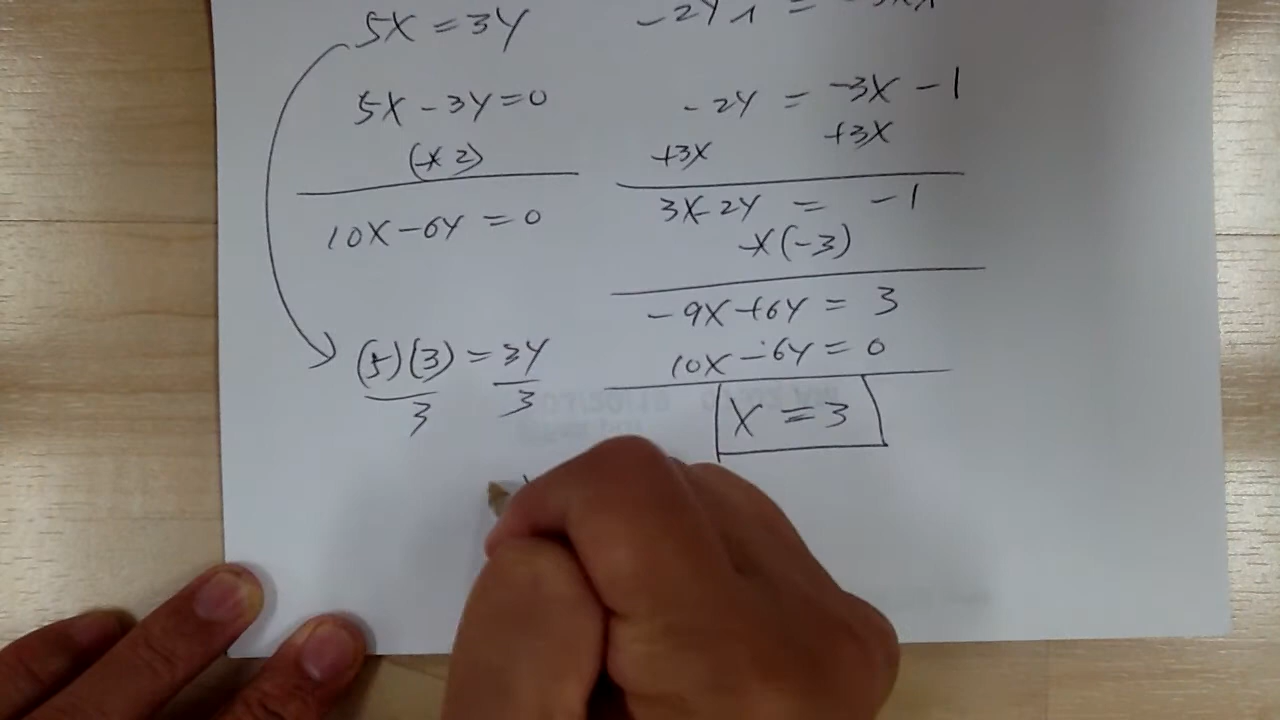 5X = 3Y
5X - 3Y = 0
(x 2)
10X - 6Y = 0
(5)(3) = 3Y
3 3
-2Y = -3X - 1
+3X +3X
3X - 2Y = -1
x(-3)
-9X + 6Y = 3
10X - 6Y = 0
X = 3